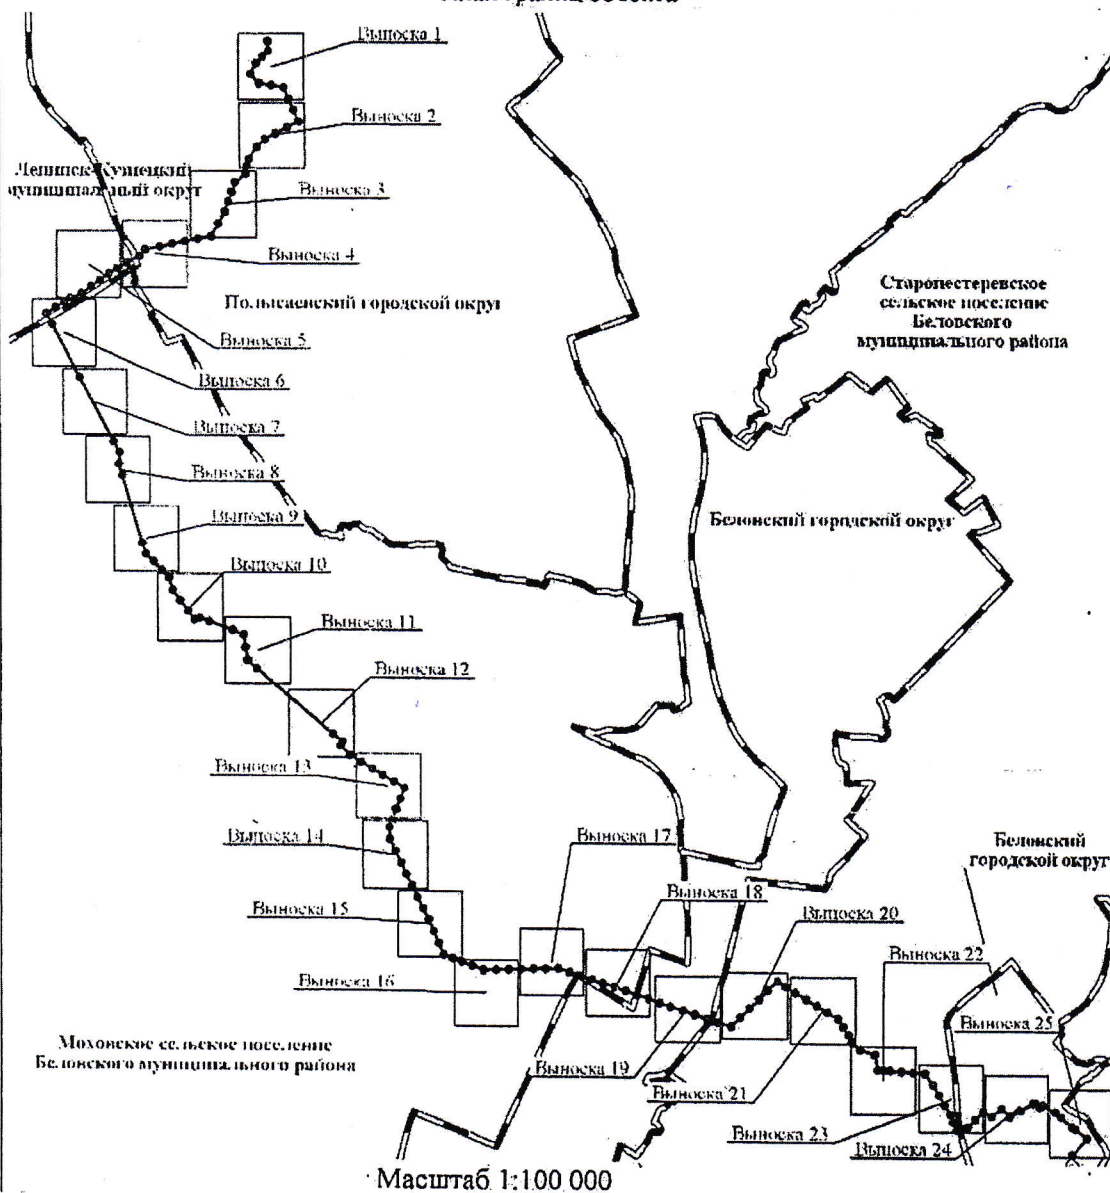 Выноска 1
Выноска 2
Ленинск-Кузнецкий
муниципальный округ
Выноска 3
Выноска 4
Полысаевский городской округ
Старопестеревское
сельское поселение
Беловского
муниципального района
Выноска 5
Выноска 6
Выноска 7
Выноска 8
Выноска 9
Беловский городской округ
Выноска 10
Выноска 11
Выноска 12
Выноска 13
Выноска 14
Выноска 17
Беловский
городской округ
Выноска 18
Выноска 15
Выноска 20
Выноска 22
Выноска 16
Выноска 25
Моховское сельское поселение
Беловского муниципального района
Выноска 19
Выноска 21
Выноска 23
Выноска 24
Масштаб 1:100 000